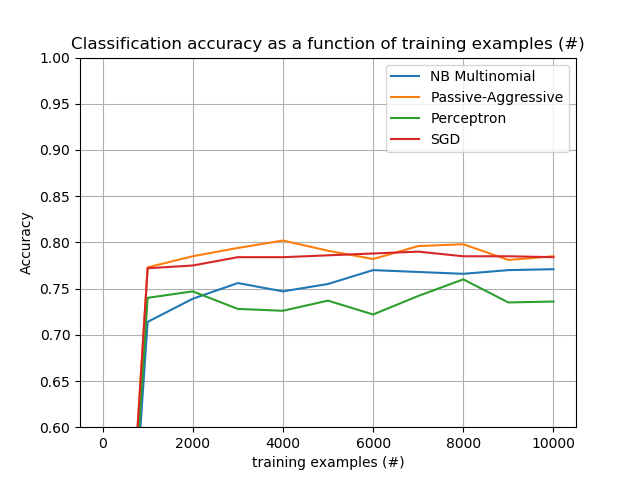 Classification accuracy as a function of training examples (#)
1.00
0.95
0.90
0.85
0.80
0.75
0.70
0.65
0.60
Accuracy
NB Multinomial
Passive-Aggressive
Perceptron
SGD
0 2000 4000 6000 8000 10000
training examples (#)